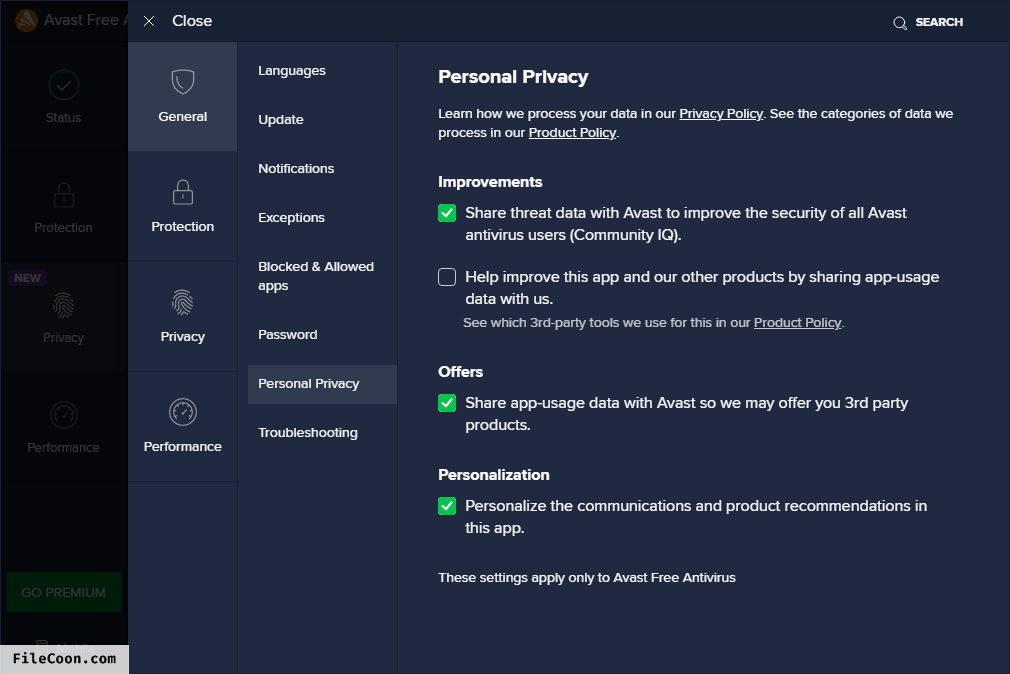 Avast Free A
Close
SEARCH
Status
Protection
NEW
Privacy
Performance
GO PREMIUM
FileCoon.com
General
Protection
Privacy
Performance
Languages
Update
Notifications
Exceptions
Blocked & Allowed
apps
Password
Personal Privacy
Troubleshooting
Personal Privacy
Learn how we process your data in our Privacy Policy. See the categories of data we
process in our Product Policy.
Improvements
Share threat data with Avast to improve the security of all Avast
antivirus users (Community IQ).
Help improve this app and our other products by sharing app-usage
data with us.
See which 3rd-party tools we use for this in our Product Policy.
Offers
Share app-usage data with Avast so we may offer you 3rd party
products.
Personalization
Personalize the communications and product recommendations in
this app.
These settings apply only to Avast Free Antivirus